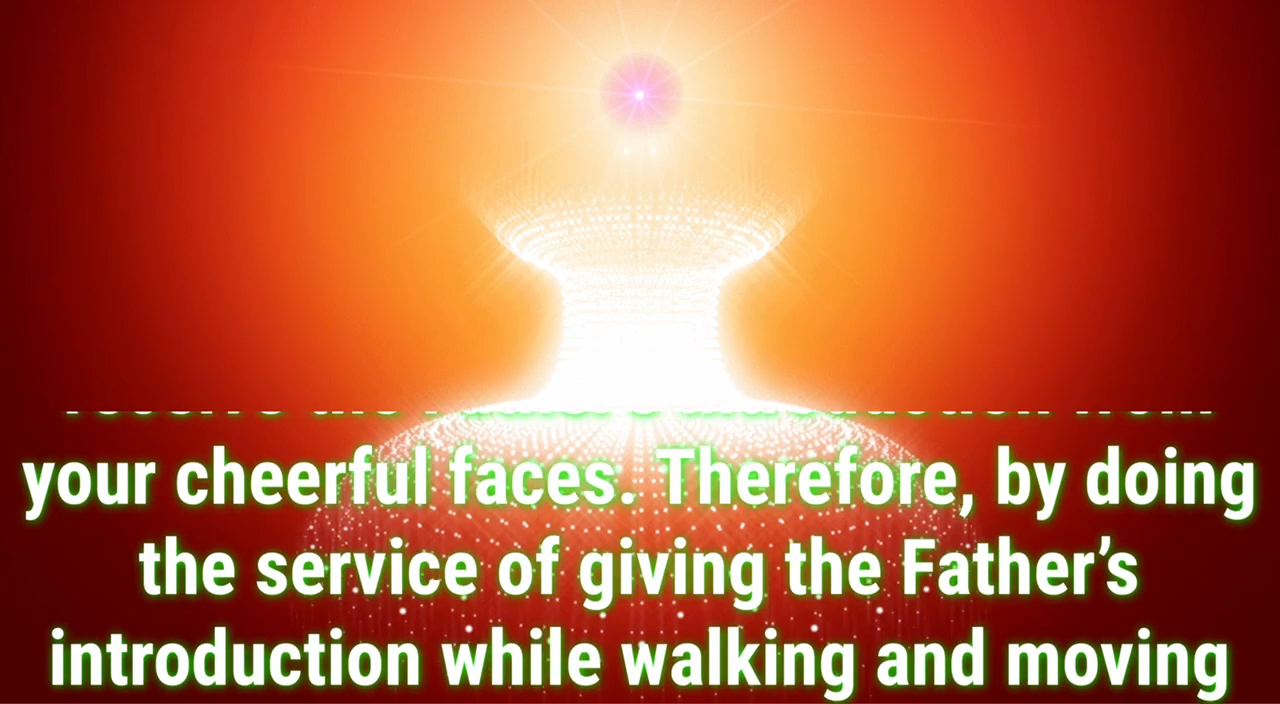 your cheerful faces. Therefore, by doing
the service of giving the Father’s
introduction while walking and moving